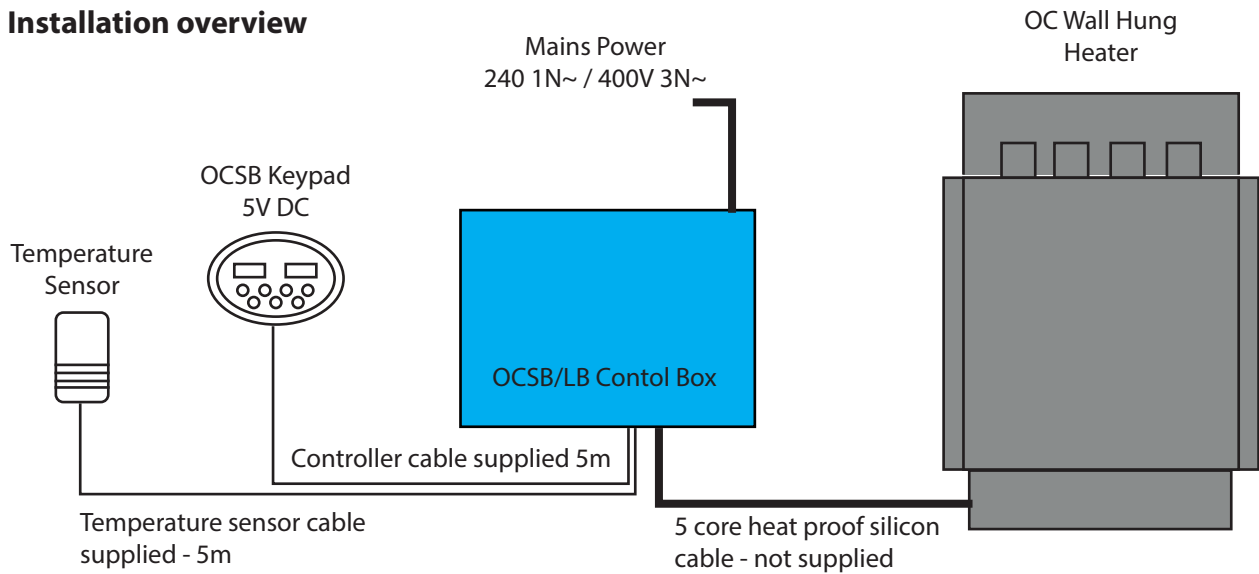 Installation overview
Mains Power
240 1N~ / 400V 3N~
OC Wall Hung
Heater
OCSB Keypad
5V DC
Temperature
Sensor
OCSB/LB Contol Box
Controller cable supplied 5m
Temperature sensor cable
supplied - 5m
5 core heat proof silicon
cable - not supplied